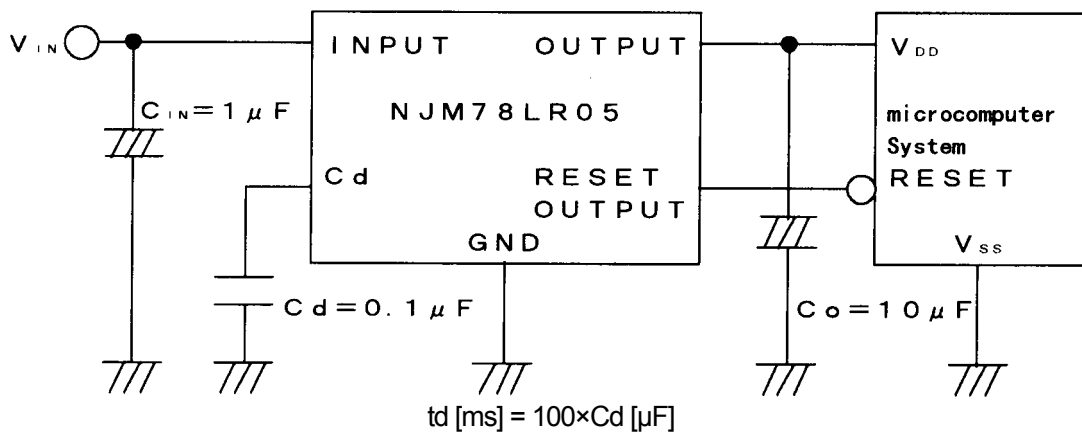 VIN
INPUT OUTPUT
VDD
CIN=1μF
NJM78LR05
microcomputer
System
Cd
RESET
OUTPUT
RESET
GND
VSS
Cd=0.1μF
Co=10μF
td [ms] = 100×Cd [μF]